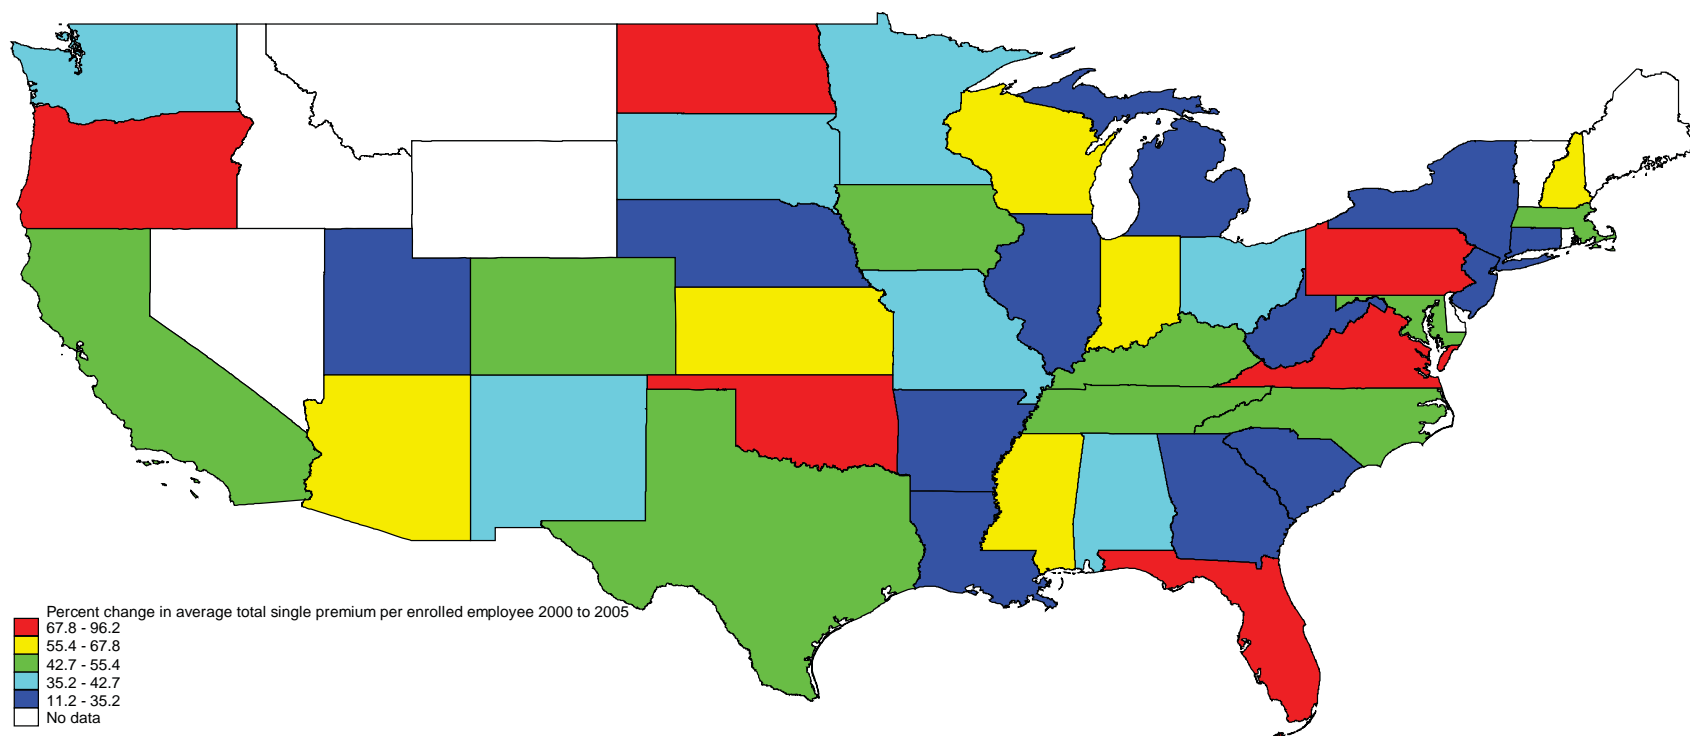 Percent change in average total single premium per enrolled employee 2000 to 2005
67.8 - 96.2
55.4 - 67.8
42.7 - 55.4
35.2 - 42.7
11.2 - 35.2
No data